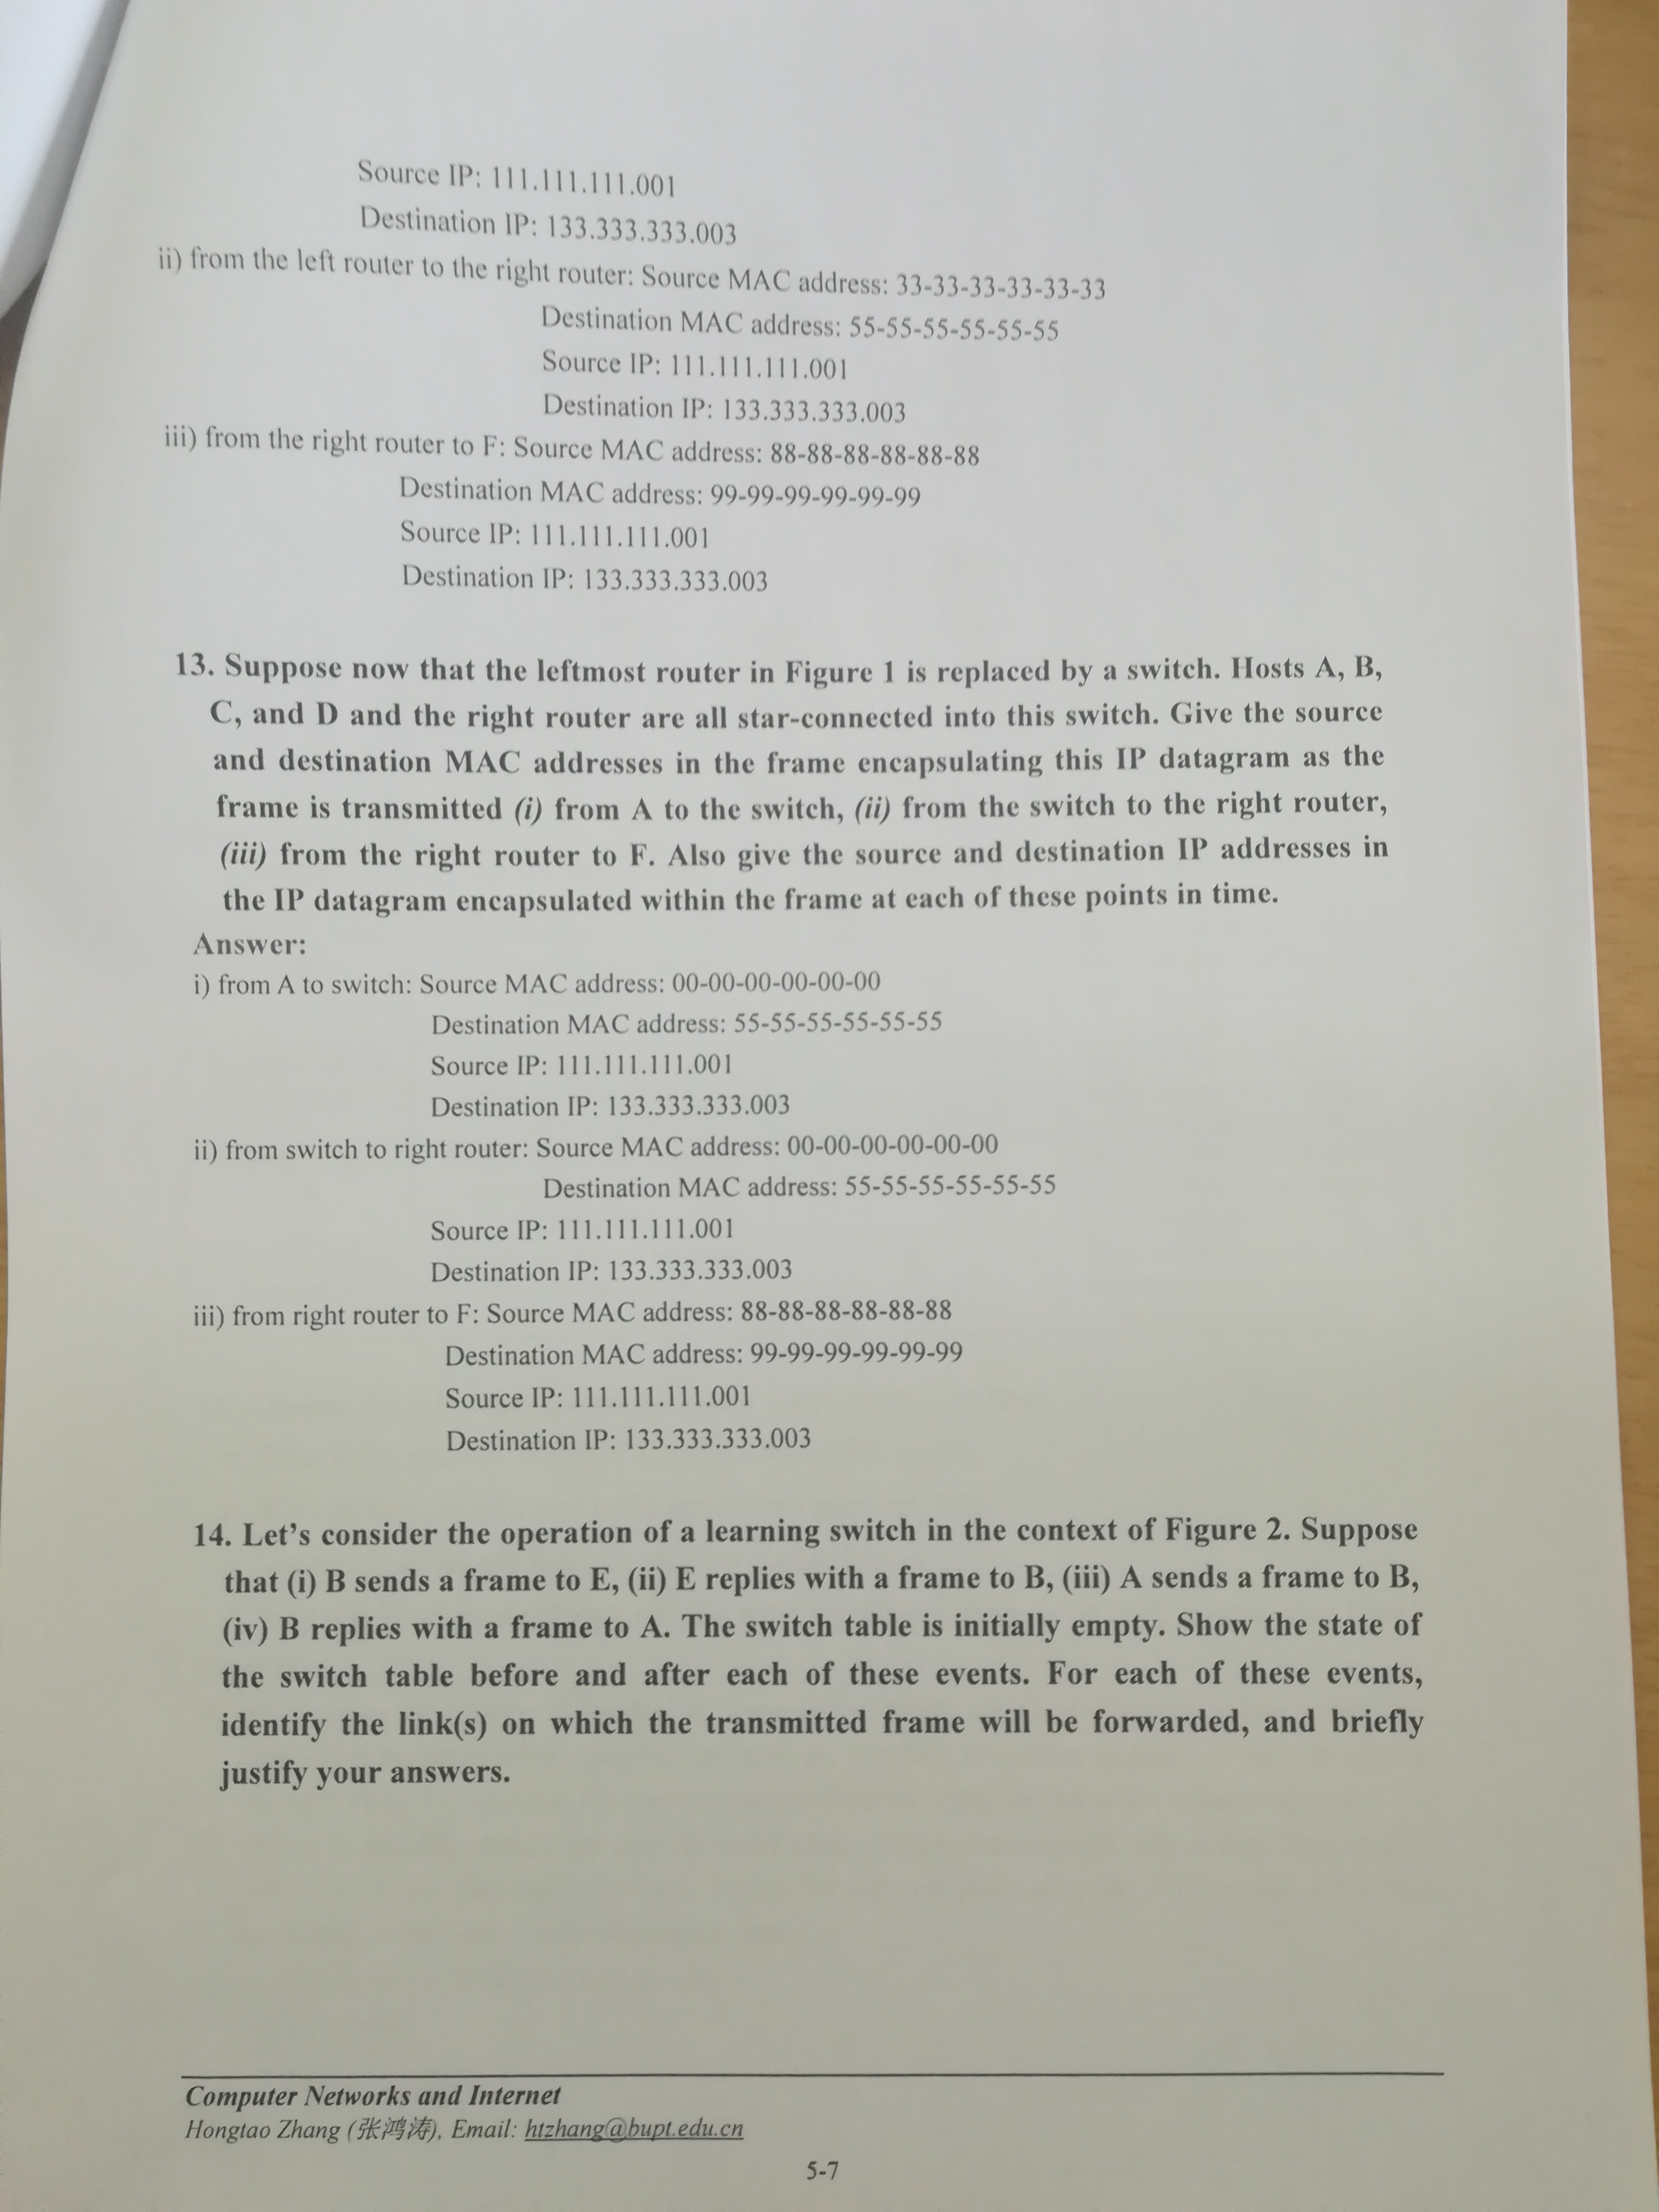 Source IP: 111.111.111.001
Destination IP: 133.333.333.003
ii) from the left router to the right router: Source MAC address: 33-33-33-33-33-33
Destination MAC address: 55-55-55-55-55-55
Source IP: 111.111.111.001
Destination IP: 133.333.333.003
iii) from the right router to F: Source MAC address: 88-88-88-88-88-88
Destination MAC address: 99-99-99-99-99-99
Source IP: 111.111.111.001
Destination IP: 133.333.333.003
13. Suppose now that the leftmost router in Figure 1 is replaced by a switch. Hosts A, B,
C, and D and the right router are all star-connected into this switch. Give the source
and destination MAC addresses in the frame encapsulating this IP datagram as the
frame is transmitted (i) from A to the switch, (ii) from the switch to the right router,
(iii) from the right router to F. Also give the source and destination IP addresses in
the IP datagram encapsulated within the frame at each of these points in time.
Answer:
i) from A to switch: Source MAC address: 00-00-00-00-00-00
Destination MAC address: 55-55-55-55-55-55
Source IP: 111.111.111.001
Destination IP: 133.333.333.003
ii) from switch to right router: Source MAC address: 00-00-00-00-00-00
Destination MAC address: 55-55-55-55-55-55
Source IP: 111.111.111.001
Destination IP: 133.333.333.003
iii) from right router to F: Source MAC address: 88-88-88-88-88-88
Destination MAC address: 99-99-99-99-99-99
Source IP: 111.111.111.001
Destination IP: 133.333.333.003
14. Let's consider the operation of a learning switch in the context of Figure 2. Suppose
that (i) B sends a frame to E, (ii) E replies with a frame to B, (iii) A sends a frame to B,
(iv) B replies with a frame to A. The switch table is initially empty. Show the state of
the switch table before and after each of these events. For each of these events,
identify the link(s) on which the transmitted frame will be forwarded, and briefly
justify your answers.
Computer Networks and Internet
Hongtao Zhang (张鸿涛), Email: htzhang@bupt.edu.cn
5-7